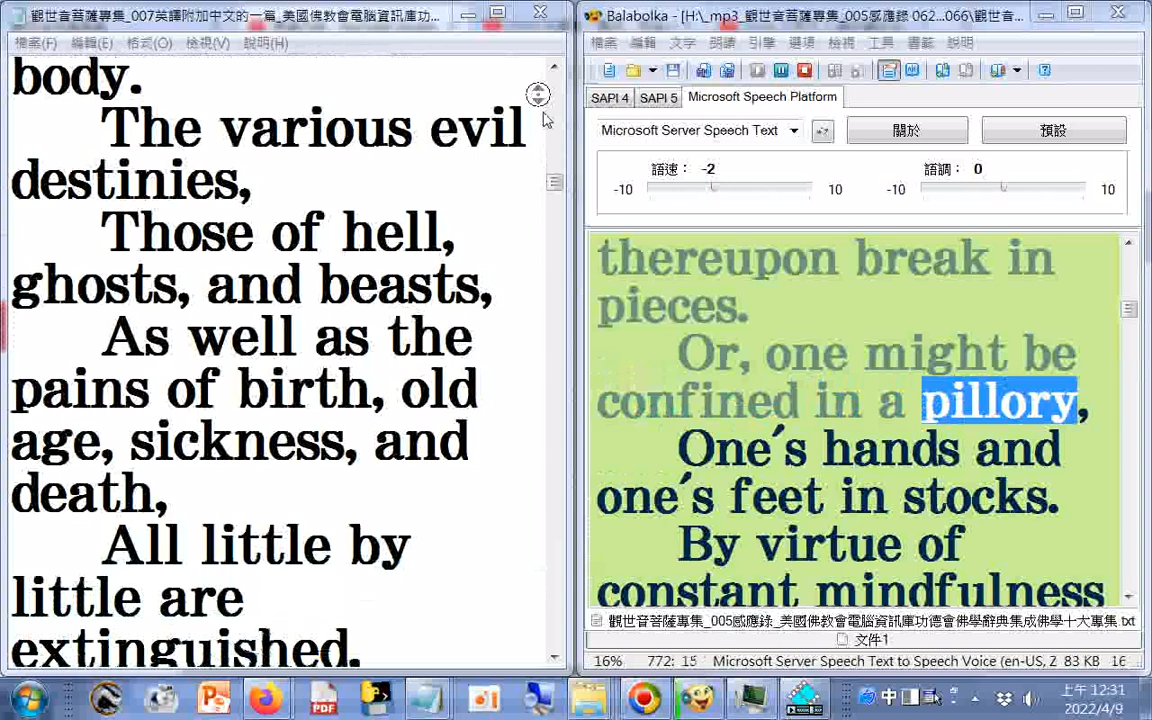 觀世音菩薩專集_007英譯附加中文的一篇_美國佛教會電腦資訊庫功...
檔案(F) 編輯(E) 格式(O) 檢視(V) 說明(H)
body.
The various evil
destinies,
Those of hell,
ghosts, and beasts,
As well as the
pains of birth, old
age, sickness, and
death,
All little by
little are
extinguished.
Balabolka - [H:\_mp3_觀世音菩薩專集_005感應錄 062...066\觀世音...
檔案 編輯 文字 朗讀 引擎 選項 檢視 工具 書籤 說明
SAPI 4 SAPI 5 Microsoft Speech Platform
Microsoft Server Speech Text 關於 預設
語速： -2 語調： 0
-10 10 -10 10
thereupon break in
pieces.
Or, one might be
confined in a pillory,
One´s hands and
one´s feet in stocks.
By virtue of
constant mindfulness
觀世音菩薩專集_005感應錄_美國佛教會電腦資訊庫功德會佛學辭典集成佛學十大專集 txt
文件1
16% 772: 15 Microsoft Server Speech Text to Speech Voice (en-US, Z 83 KB 16
PDF 中 上午 12:31
2022/4/9